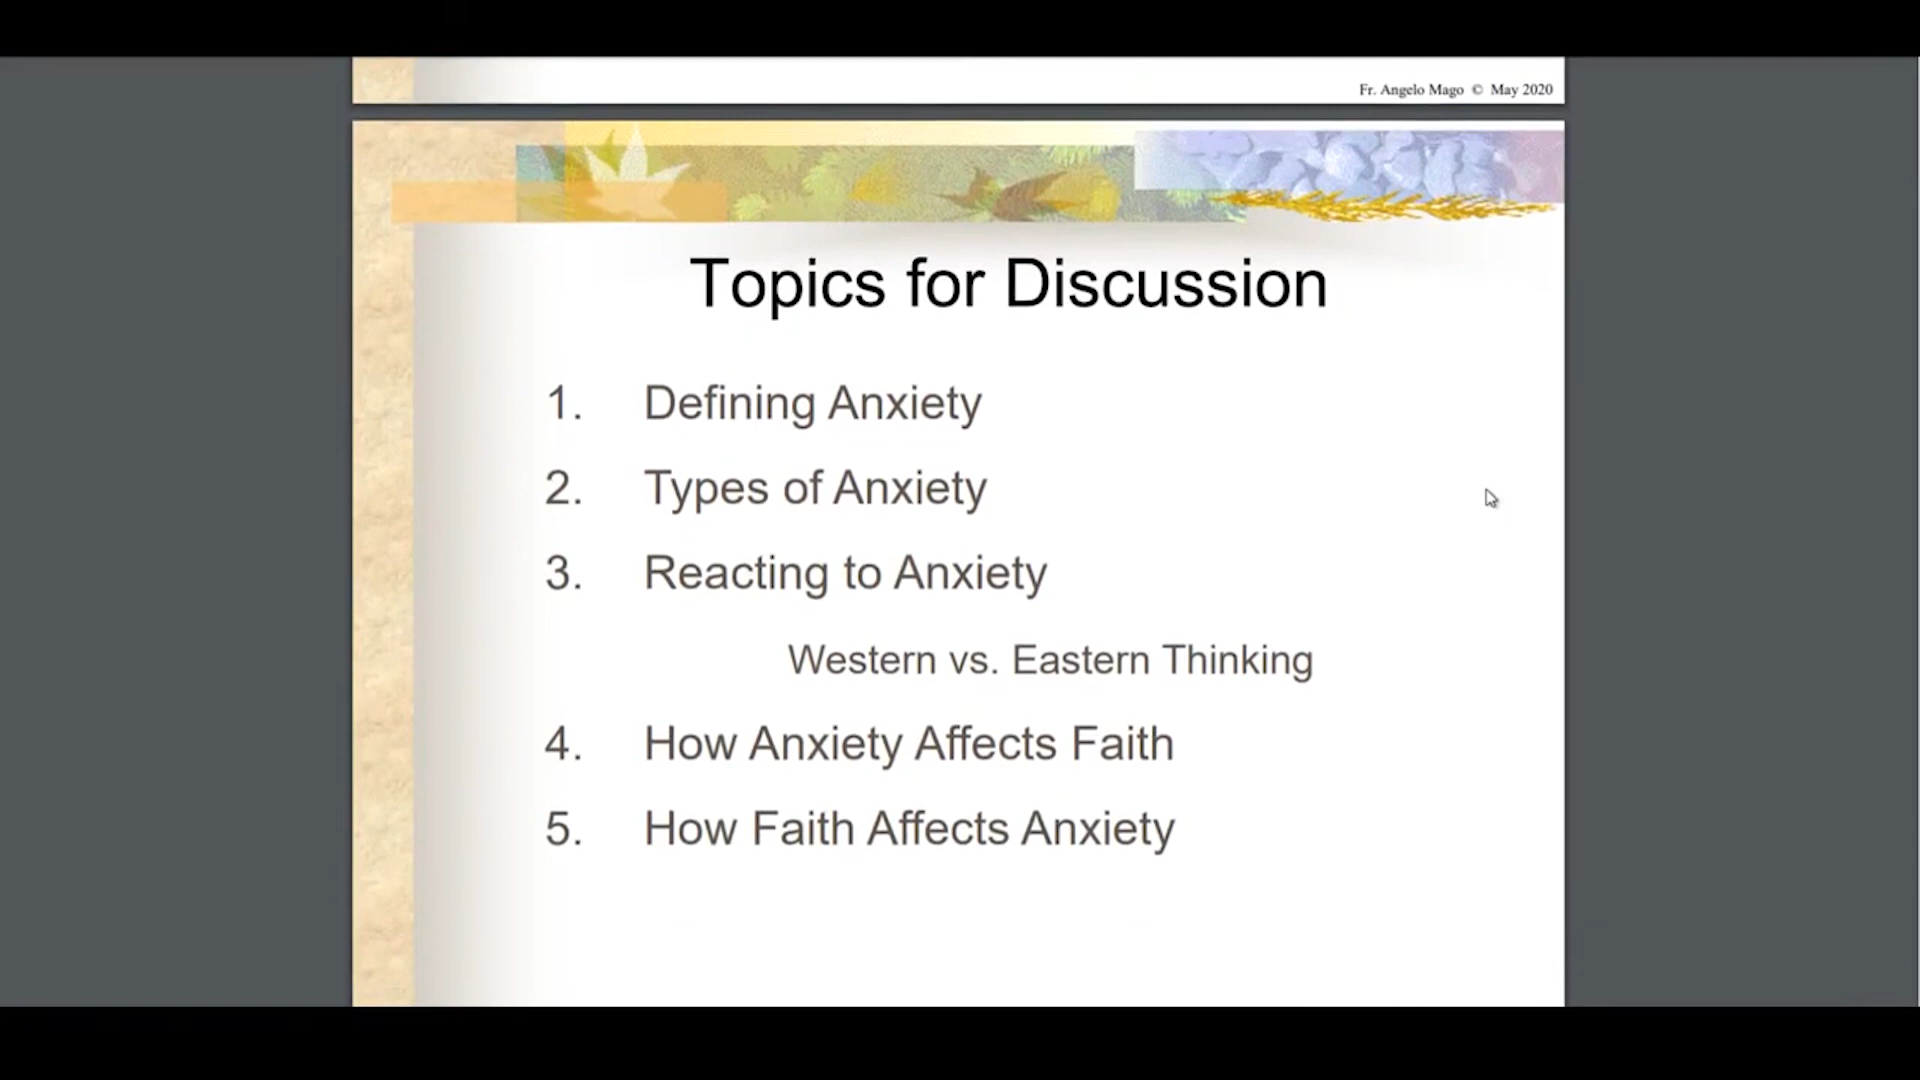 Fr. Angelo Mago © May 2020
Topics for Discussion
1. Defining Anxiety
2. Types of Anxiety
3. Reacting to Anxiety
Western vs. Eastern Thinking
4. How Anxiety Affects Faith
5. How Faith Affects Anxiety